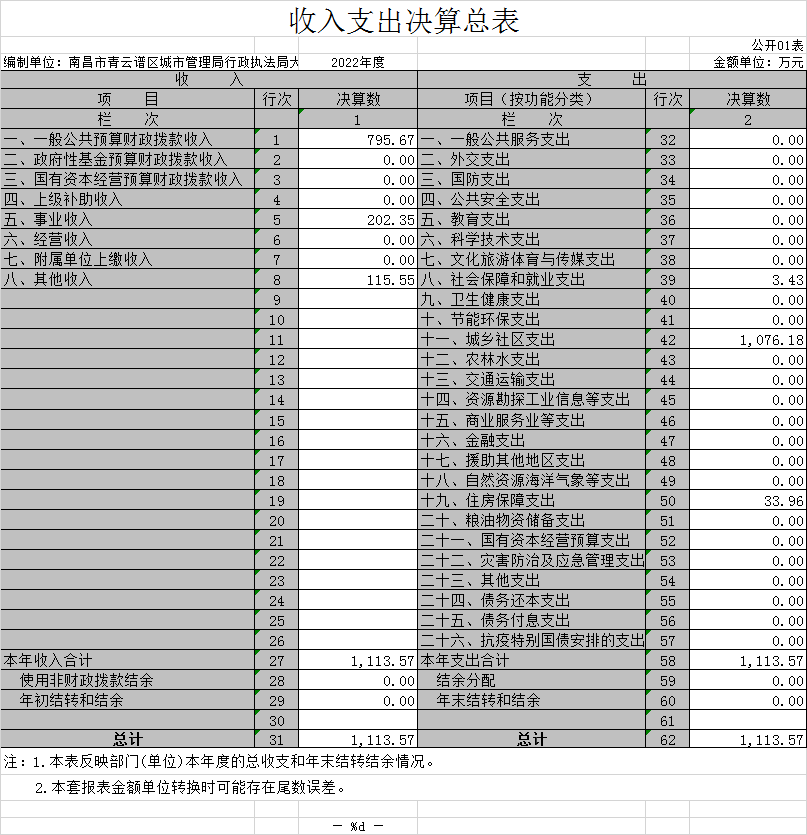 收入支出决算总表
公开01表
编制单位：南昌市青云谱区城市管理局行政执法局大 2022年度 金额单位：万元
收 入 支 出
项 目 行次 决算数 项目（按功能分类） 行次 决算数
栏 次 1 栏 次 2
一、一般公共预算财政拨款收入 1 795.67 一、一般公共服务支出 32 0.00
二、政府性基金预算财政拨款收入 2 0.00 二、外交支出 33 0.00
三、国有资本经营预算财政拨款收入 3 0.00 三、国防支出 34 0.00
四、上级补助收入 4 0.00 四、公共安全支出 35 0.00
五、事业收入 5 202.35 五、教育支出 36 0.00
六、经营收入 6 0.00 六、科学技术支出 37 0.00
七、附属单位上缴收入 7 0.00 七、文化旅游体育与传媒支出 38 0.00
八、其他收入 8 115.55 八、社会保障和就业支出 39 3.43
9 九、卫生健康支出 40 0.00
10 十、节能环保支出 41 0.00
11 十一、城乡社区支出 42 1,076.18
12 十二、农林水支出 43 0.00
13 十三、交通运输支出 44 0.00
14 十四、资源勘探工业信息等支出 45 0.00
15 十五、商业服务业等支出 46 0.00
16 十六、金融支出 47 0.00
17 十七、援助其他地区支出 48 0.00
18 十八、自然资源海洋气象等支出 49 0.00
19 十九、住房保障支出 50 33.96
20 二十、粮油物资储备支出 51 0.00
21 二十一、国有资本经营预算支出 52 0.00
22 二十二、灾害防治及应急管理支出 53 0.00
23 二十三、其他支出 54 0.00
24 二十四、债务还本支出 55 0.00
25 二十五、债务付息支出 56 0.00
26 二十六、抗疫特别国债安排的支出 57 0.00
本年收入合计 27 1,113.57 本年支出合计 58 1,113.57
使用非财政拨款结余 28 0.00 结余分配 59 0.00
年初结转和结余 29 0.00 年末结转和结余 60 0.00
30 61
总计 31 1,113.57 总计 62 1,113.57
注：1.本表反映部门(单位)本年度的总收支和年末结转结余情况。
2.本套报表金额单位转换时可能存在尾数误差。
— %d —